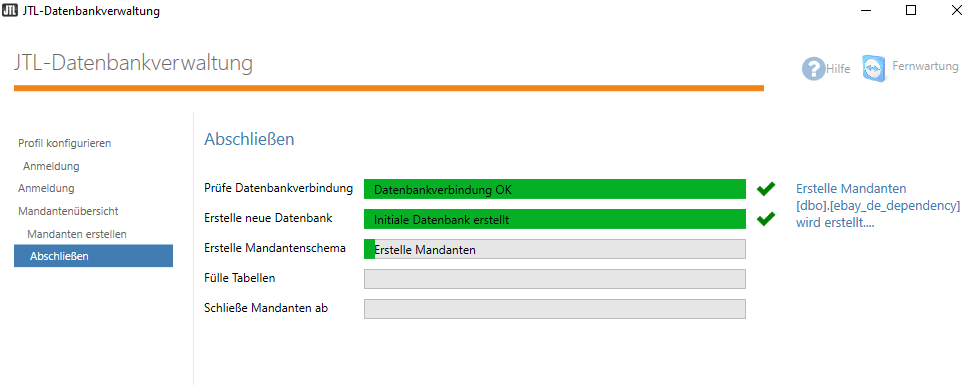 JTL JTL-Datenbankverwaltung
JTL-Datenbankverwaltung
? Hilfe
Fernwartung
Profil konfigurieren
Anmeldung
Anmeldung
Mandantenübersicht
Mandanten erstellen
Abschließen
Abschließen
Prüfe Datenbankverbindung Datenbankverbindung OK
Erstelle neue Datenbank Initiale Datenbank erstellt
Erstelle Mandantenschema Erstelle Mandanten
Fülle Tabellen
Schließe Mandanten ab
Erstelle Mandanten
[dbo].[ebay_de_dependency]
wird erstellt....